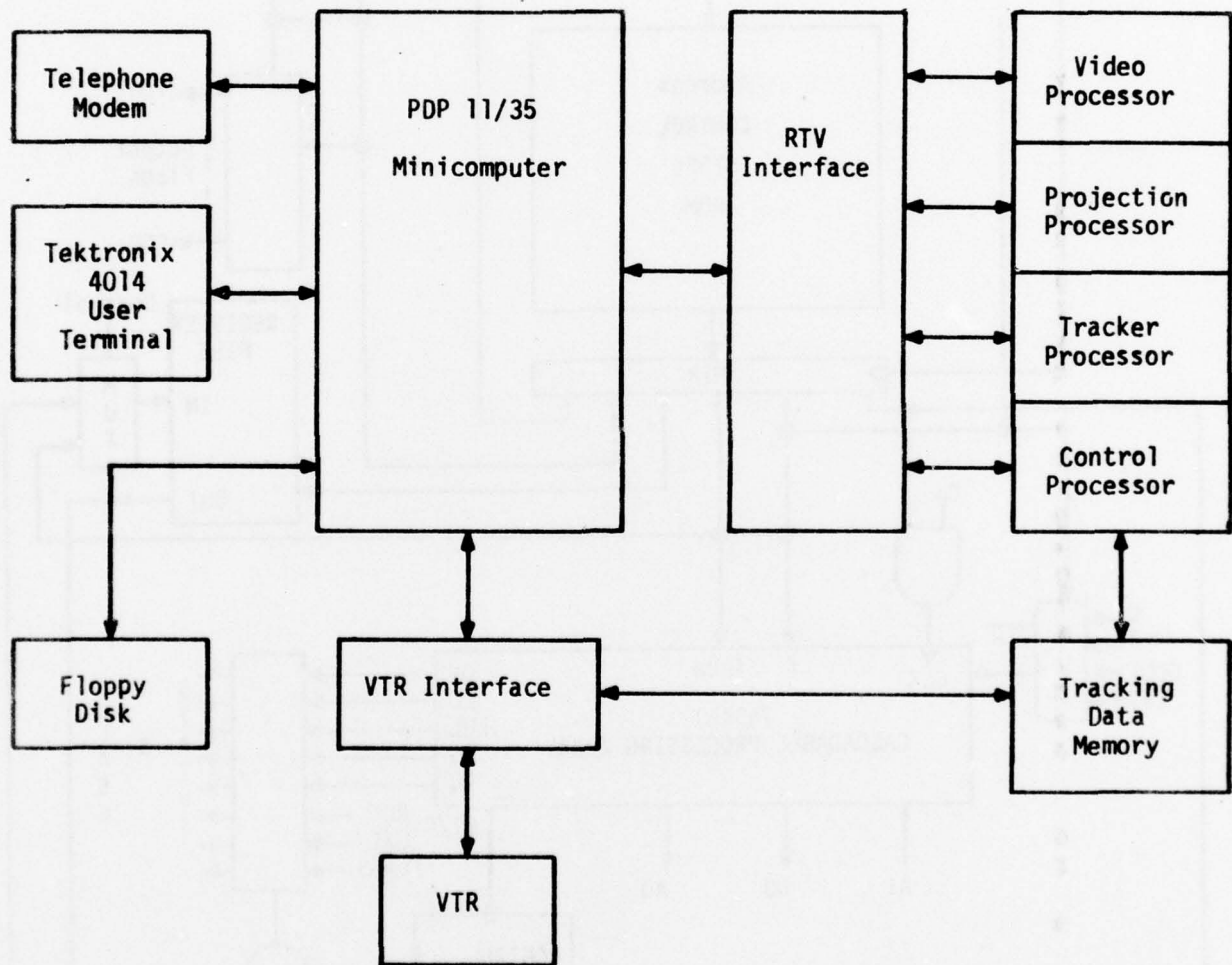 Telephone
Modem
PDP 11/35
Minicomputer
RTV
Interface
Video
Processor
Projection
Processor
Tektronix
4014
User
Terminal
Tracker
Processor
Control
Processor
Floppy
Disk
VTR Interface
Tracking
Data
Memory
VTR